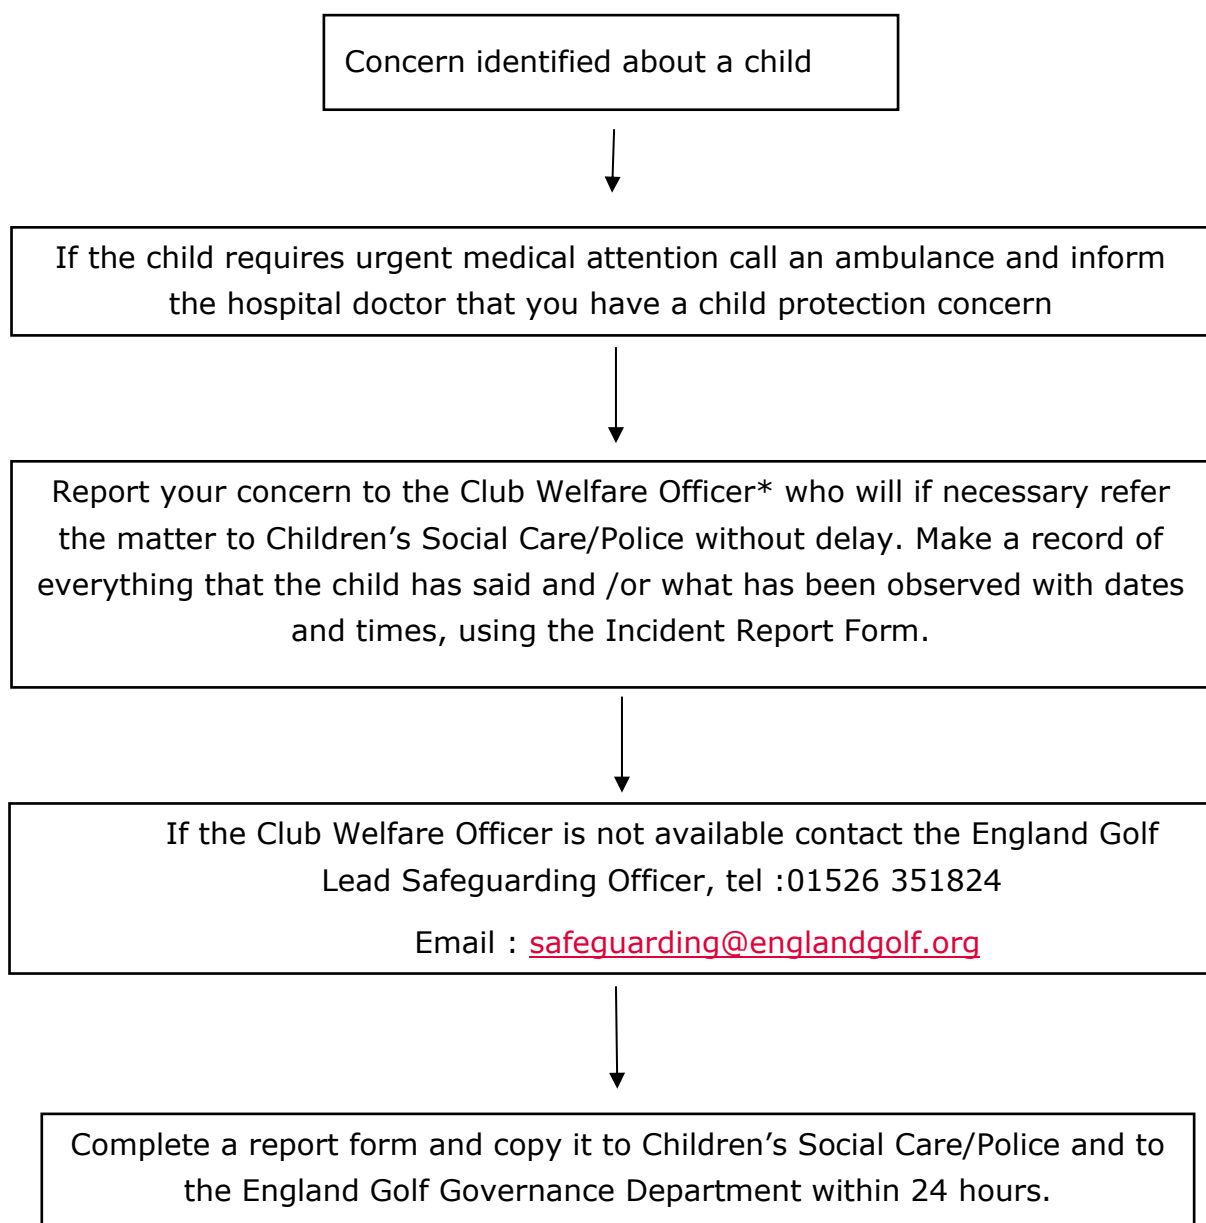 Concern identified about a child
If the child requires urgent medical attention call an ambulance and inform
the hospital doctor that you have a child protection concern
Report your concern to the Club Welfare Officer* who will if necessary refer
the matter to Children’s Social Care/Police without delay. Make a record of
everything that the child has said and /or what has been observed with dates
and times, using the Incident Report Form.
If the Club Welfare Officer is not available contact the England Golf
Lead Safeguarding Officer, tel :01526 351824
Email : safeguarding@englandgolf.org
Complete a report form and copy it to Children’s Social Care/Police and to
the England Golf Governance Department within 24 hours.